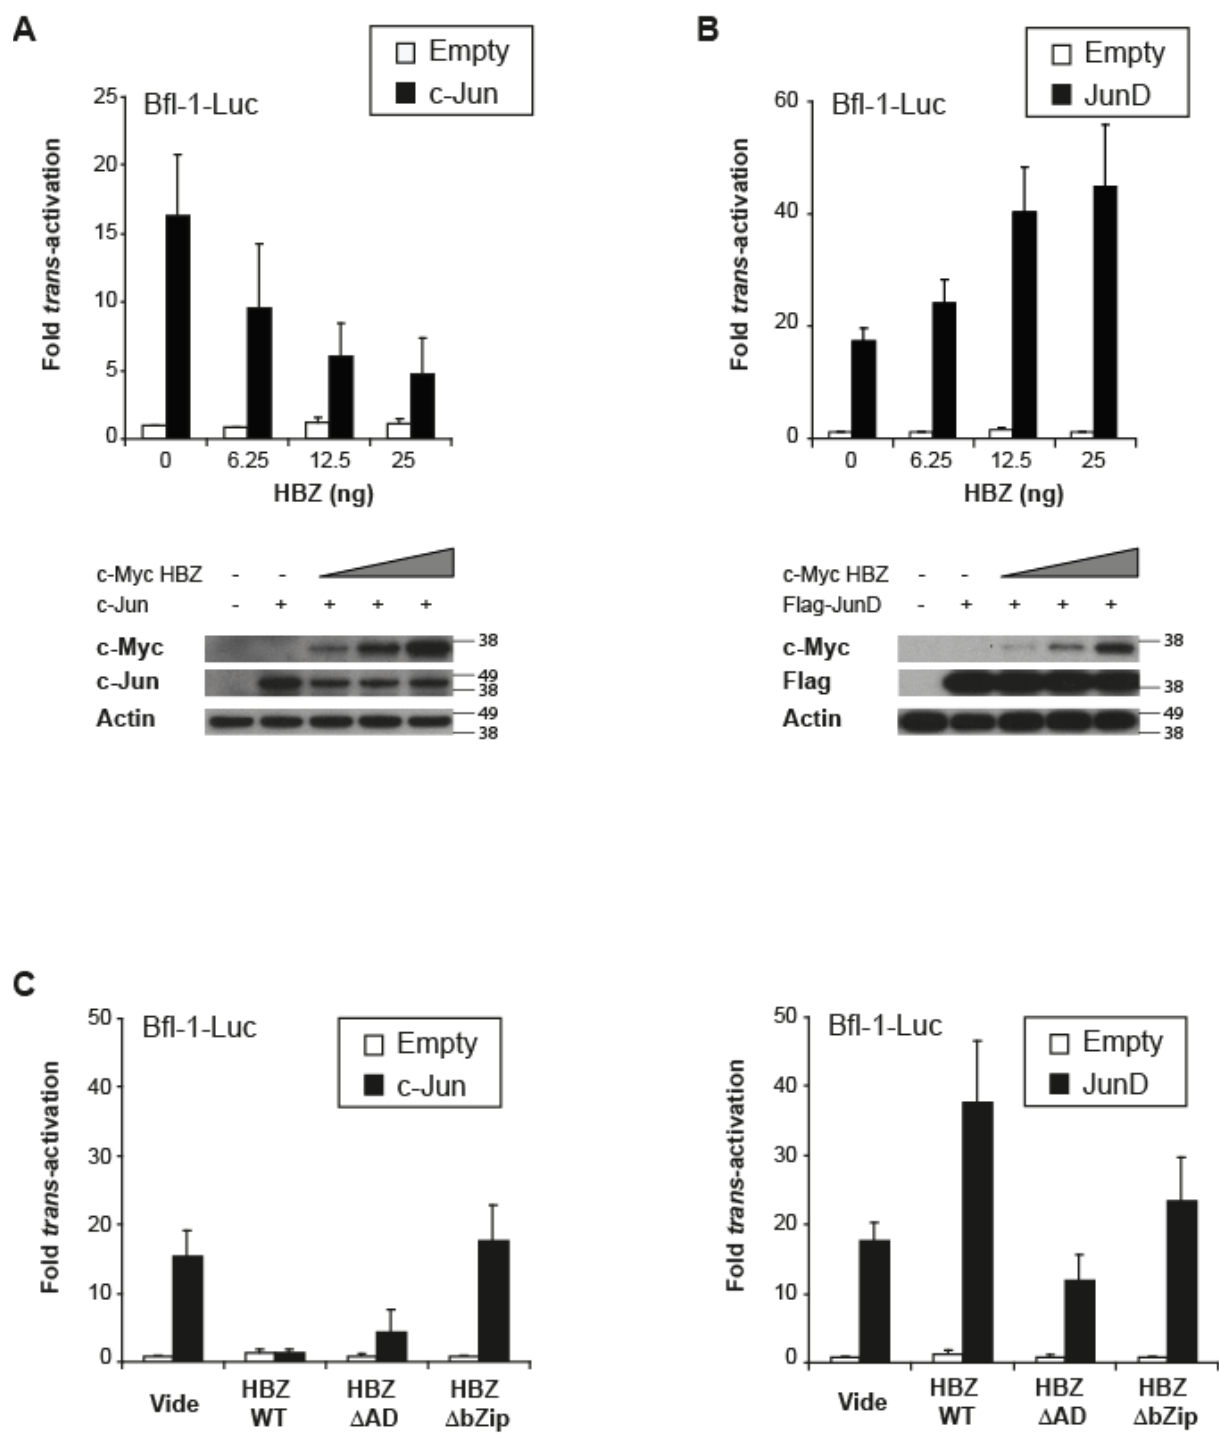 A
Empty
c-Jun
Bfl-1-Luc
Fold trans-activation
25
20
15
10
5
0
0 6.25 12.5 25
HBZ (ng)
c-Myc HBZ - -
c-Jun - + + + +
c-Myc 38
c-Jun 49
38
Actin 49
38
B
Empty
JunD
Bfl-1-Luc
Fold trans-activation
60
40
20
0
0 6.25 12.5 25
HBZ (ng)
c-Myc HBZ - -
Flag-JunD - + + + +
c-Myc 38
Flag 38
Actin 49
38
C
Bfl-1-Luc
Empty
c-Jun
Fold trans-activation
50
40
30
20
10
0
Vide
HBZ
WT
HBZ
ΔAD
HBZ
ΔbZip
Bfl-1-Luc
Empty
JunD
Fold trans-activation
50
40
30
20
10
0
Vide
HBZ
WT
HBZ
ΔAD
HBZ
ΔbZip